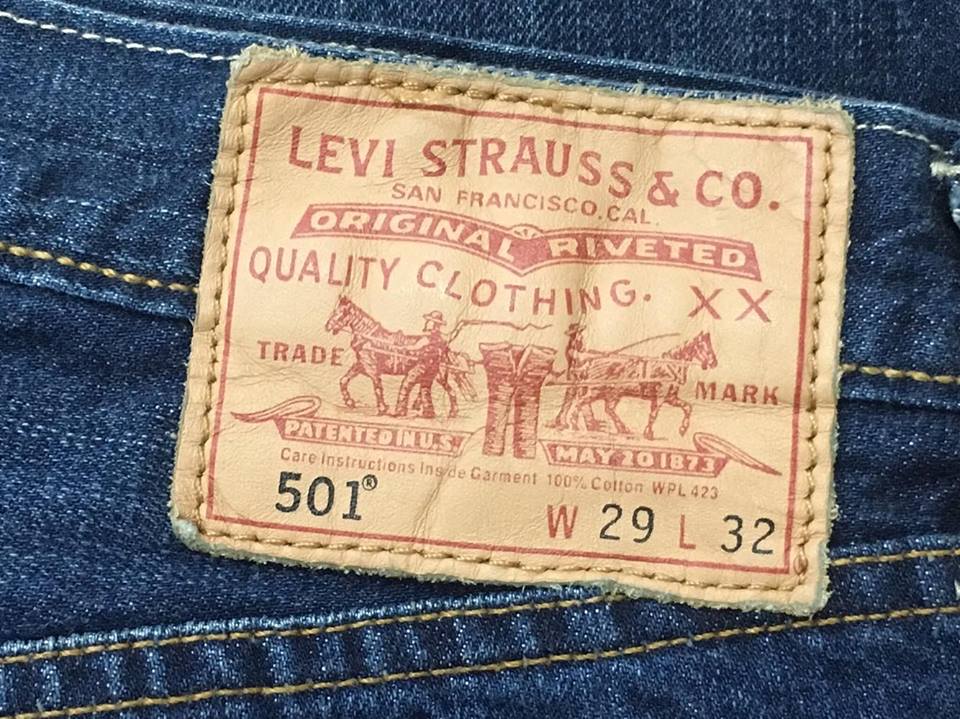 LEVI STRAUSS & CO.
SAN FRANCISCO, CAL.
ORIGINAL RIVETED
QUALITY CLOTHING. XX
TRADE MARK
PATENTED IN U.S. MAY 20 1873
Care Instructions Inside Garment 100% Cotton WPL 423
501® W 29 L 32